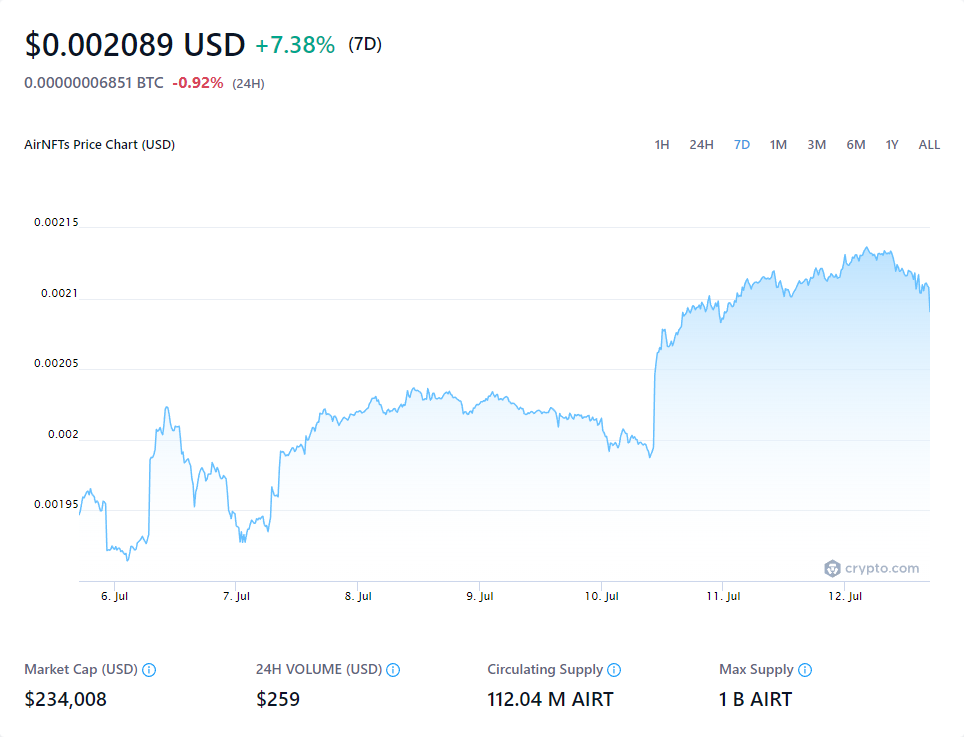 $0.002089 USD +7.38% (7D)
0.00000006851 BTC -0.92% (24H)
AirNFTs Price Chart (USD) 1H 24H 7D 1M 3M 6M 1Y ALL
0.00215
0.0021
0.00205
0.002
0.00195
crypto.com
6. Jul 7. Jul 8. Jul 9. Jul 10. Jul 11. Jul 12. Jul
Market Cap (USD) 24H VOLUME (USD) Circulating Supply Max Supply
$234,008 $259 112.04 M AIRT 1 B AIRT